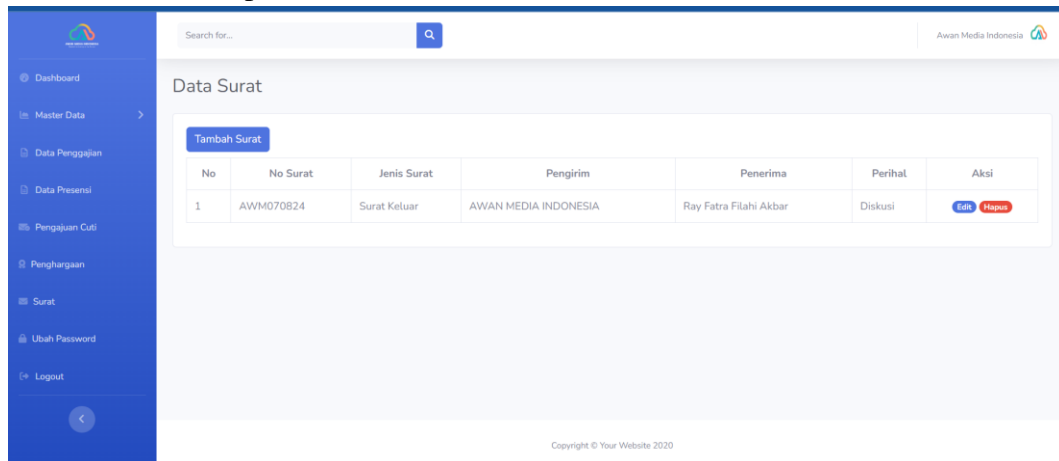 Search for...
Awan Media Indonesia
Dashboard
Master Data
Data Penggajian
Data Presensi
Pengajuan Cuti
Penghargaan
Surat
Ubah Password
Logout
Data Surat
Tambah Surat
No No Surat Jenis Surat Pengirim Penerima Perihal Aksi
1 AWM070824 Surat Keluar AWAN MEDIA INDONESIA Ray Fatra Filahi Akbar Diskusi Edit Hapus
Copyright © Your Website 2020